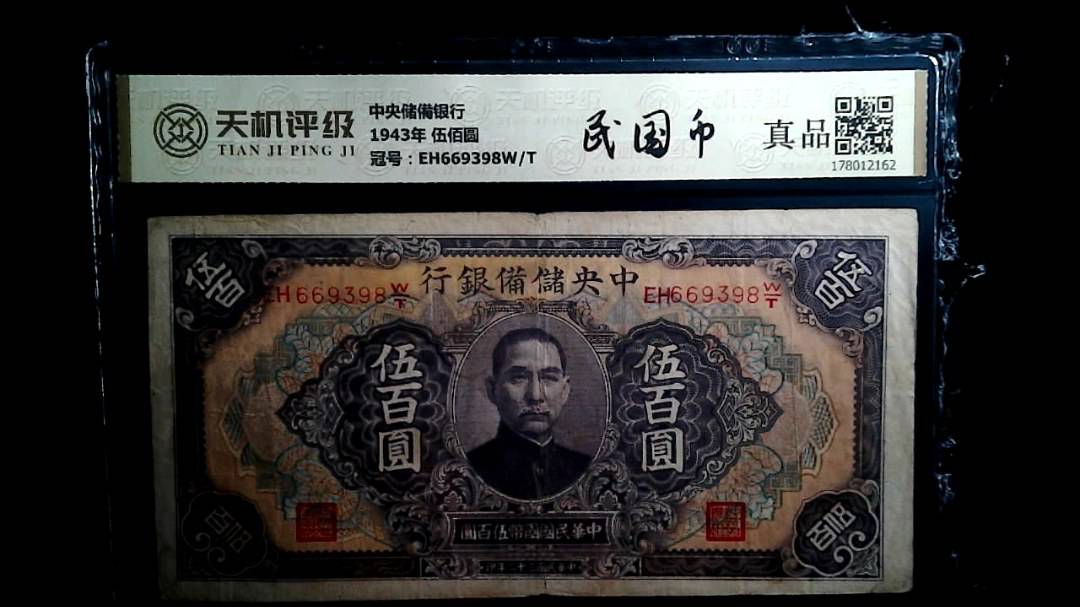 天机评级
TIAN JI PING JI
中央储備银行
1943年 伍佰圆
冠号：EH669398W/T
民国币
真品
178012162
伍百
行銀備儲央中
伍百
EH669398W/T
EH669398W/T
伍百圓
伍百圓
伍百
圓百伍幣國國民華中
伍百